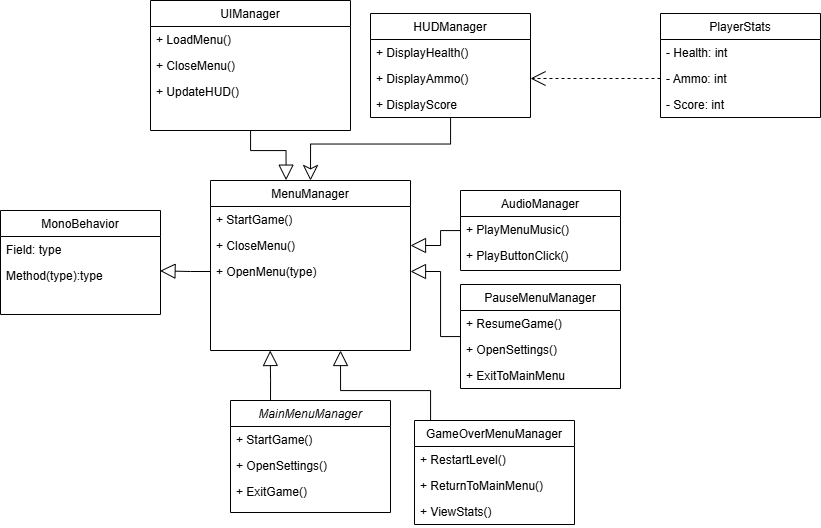 UIManager
+ LoadMenu()
+ CloseMenu()
+ UpdateHUD()
HUDManager
+ DisplayHealth()
+ DisplayAmmo()
+ DisplayScore
PlayerStats
- Health: int
- Ammo: int
- Score: int
MonoBehavior
Field: type
Method(type):type
MenuManager
+ StartGame()
+ CloseMenu()
+ OpenMenu(type)
AudioManager
+ PlayMenuMusic()
+ PlayButtonClick()
PauseMenuManager
+ ResumeGame()
+ OpenSettings()
+ ExitToMainMenu
MainMenuManager
+ StartGame()
+ OpenSettings()
+ ExitGame()
GameOverMenuManager
+ RestartLevel()
+ ReturnToMainMenu()
+ ViewStats()